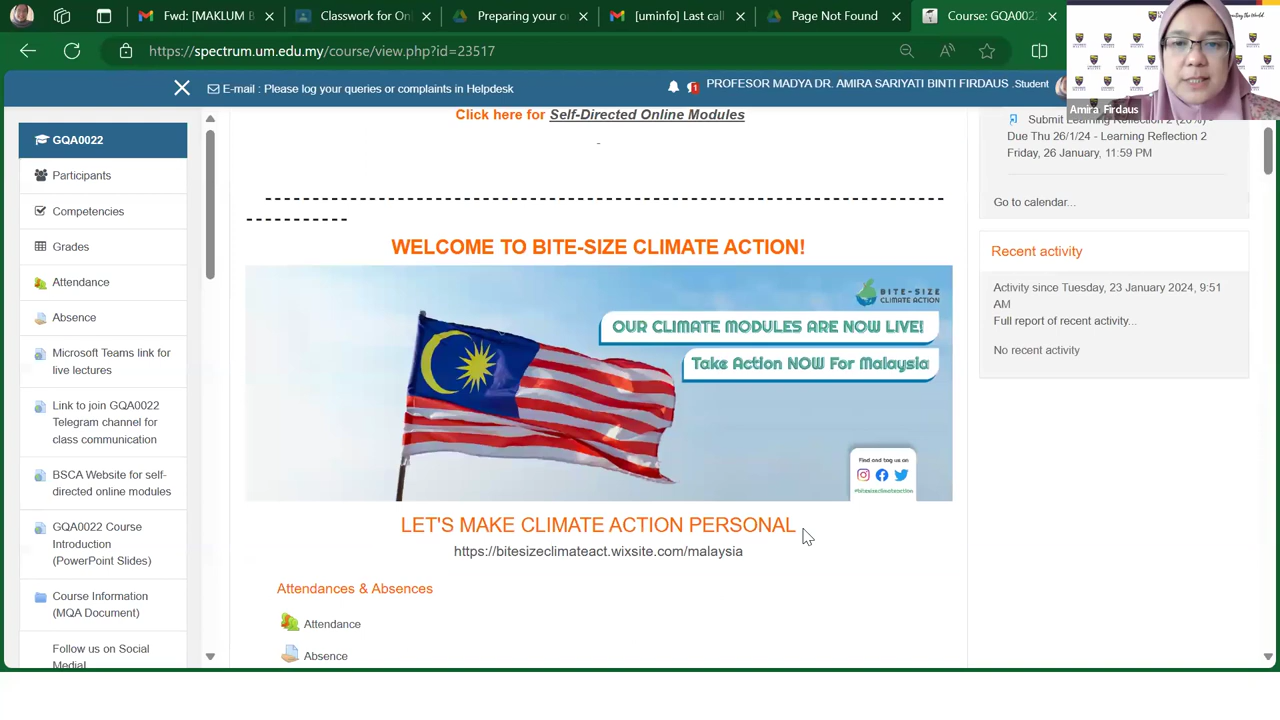 Fwd: [MAKLUM B
Classwork for Onl
Preparing your o
[uminfo] Last call
Page Not Found
Course: GQA002
https://spectrum.um.edu.my/course/view.php?id=23517
E-mail : Please log your queries or complaints in Helpdesk
1
PROFESOR MADYA DR. AMIRA SARIYATI BINTI FIRDAUS .Student
Amira Firdaus
GQA0022
Participants
Competencies
Grades
Attendance
Absence
Microsoft Teams link for
live lectures
Link to join GQA0022
Telegram channel for
class communication
BSCA Website for self-
directed online modules
GQA0022 Course
Introduction
(PowerPoint Slides)
Course Information
(MQA Document)
Follow us on Social
Media!
Click here for Self-Directed Online Modules
-
WELCOME TO BITE-SIZE CLIMATE ACTION!
BITE-SIZE
CLIMATE ACTION
OUR CLIMATE MODULES ARE NOW LIVE!
Take Action NOW For Malaysia
Find and tag us on
#bitesizeclimateaction
LET'S MAKE CLIMATE ACTION PERSONAL
https://bitesizeclimateact.wixsite.com/malaysia
Attendances & Absences
Attendance
Absence
Submit Learning Reflection 2 (20%) -
Due Thu 26/1/24 - Learning Reflection 2
Friday, 26 January, 11:59 PM
Go to calendar...
Recent activity
Activity since Tuesday, 23 January 2024, 9:51
AM
Full report of recent activity...
No recent activity